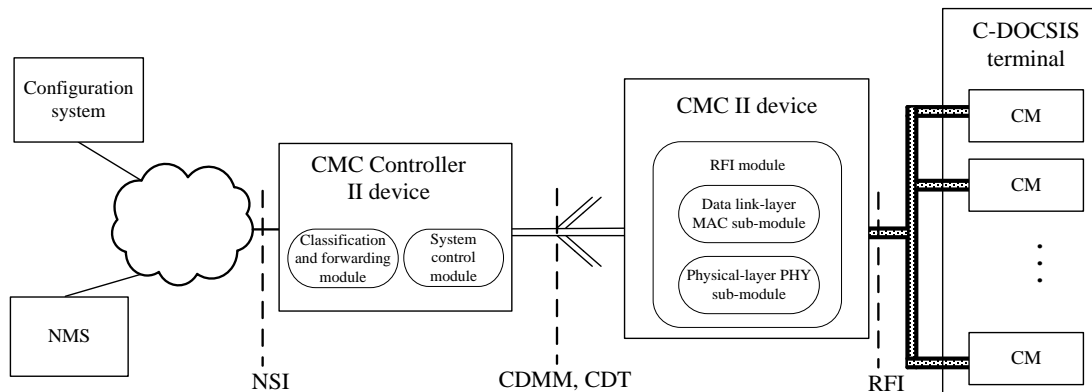 Configuration
system
NMS
NSI
CMC Controller
II device
Classification
and forwarding
module
System
control
module
CDMM, CDT
CMC II device
RFI module
Data link-layer
MAC sub-module
Physical-layer PHY
sub-module
RFI
C-DOCSIS
terminal
CM
CM
CM